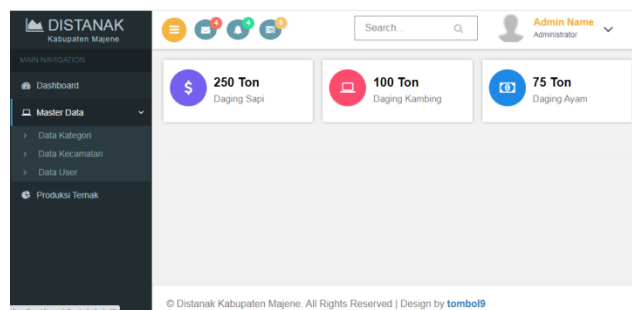 DISTANAK
Kabupaten Majene
4
4
8
Search...
Admin Name
Administrator
MAIN NAVIGATION
Dashboard
Master Data
> Data Kategori
> Data Kecamatan
> Data User
Produksi Ternak
$
250 Ton
Daging Sapi
100 Ton
Daging Kambing
75 Ton
Daging Ayam
© Distanak Kabupaten Majene. All Rights Reserved | Design by tombol9